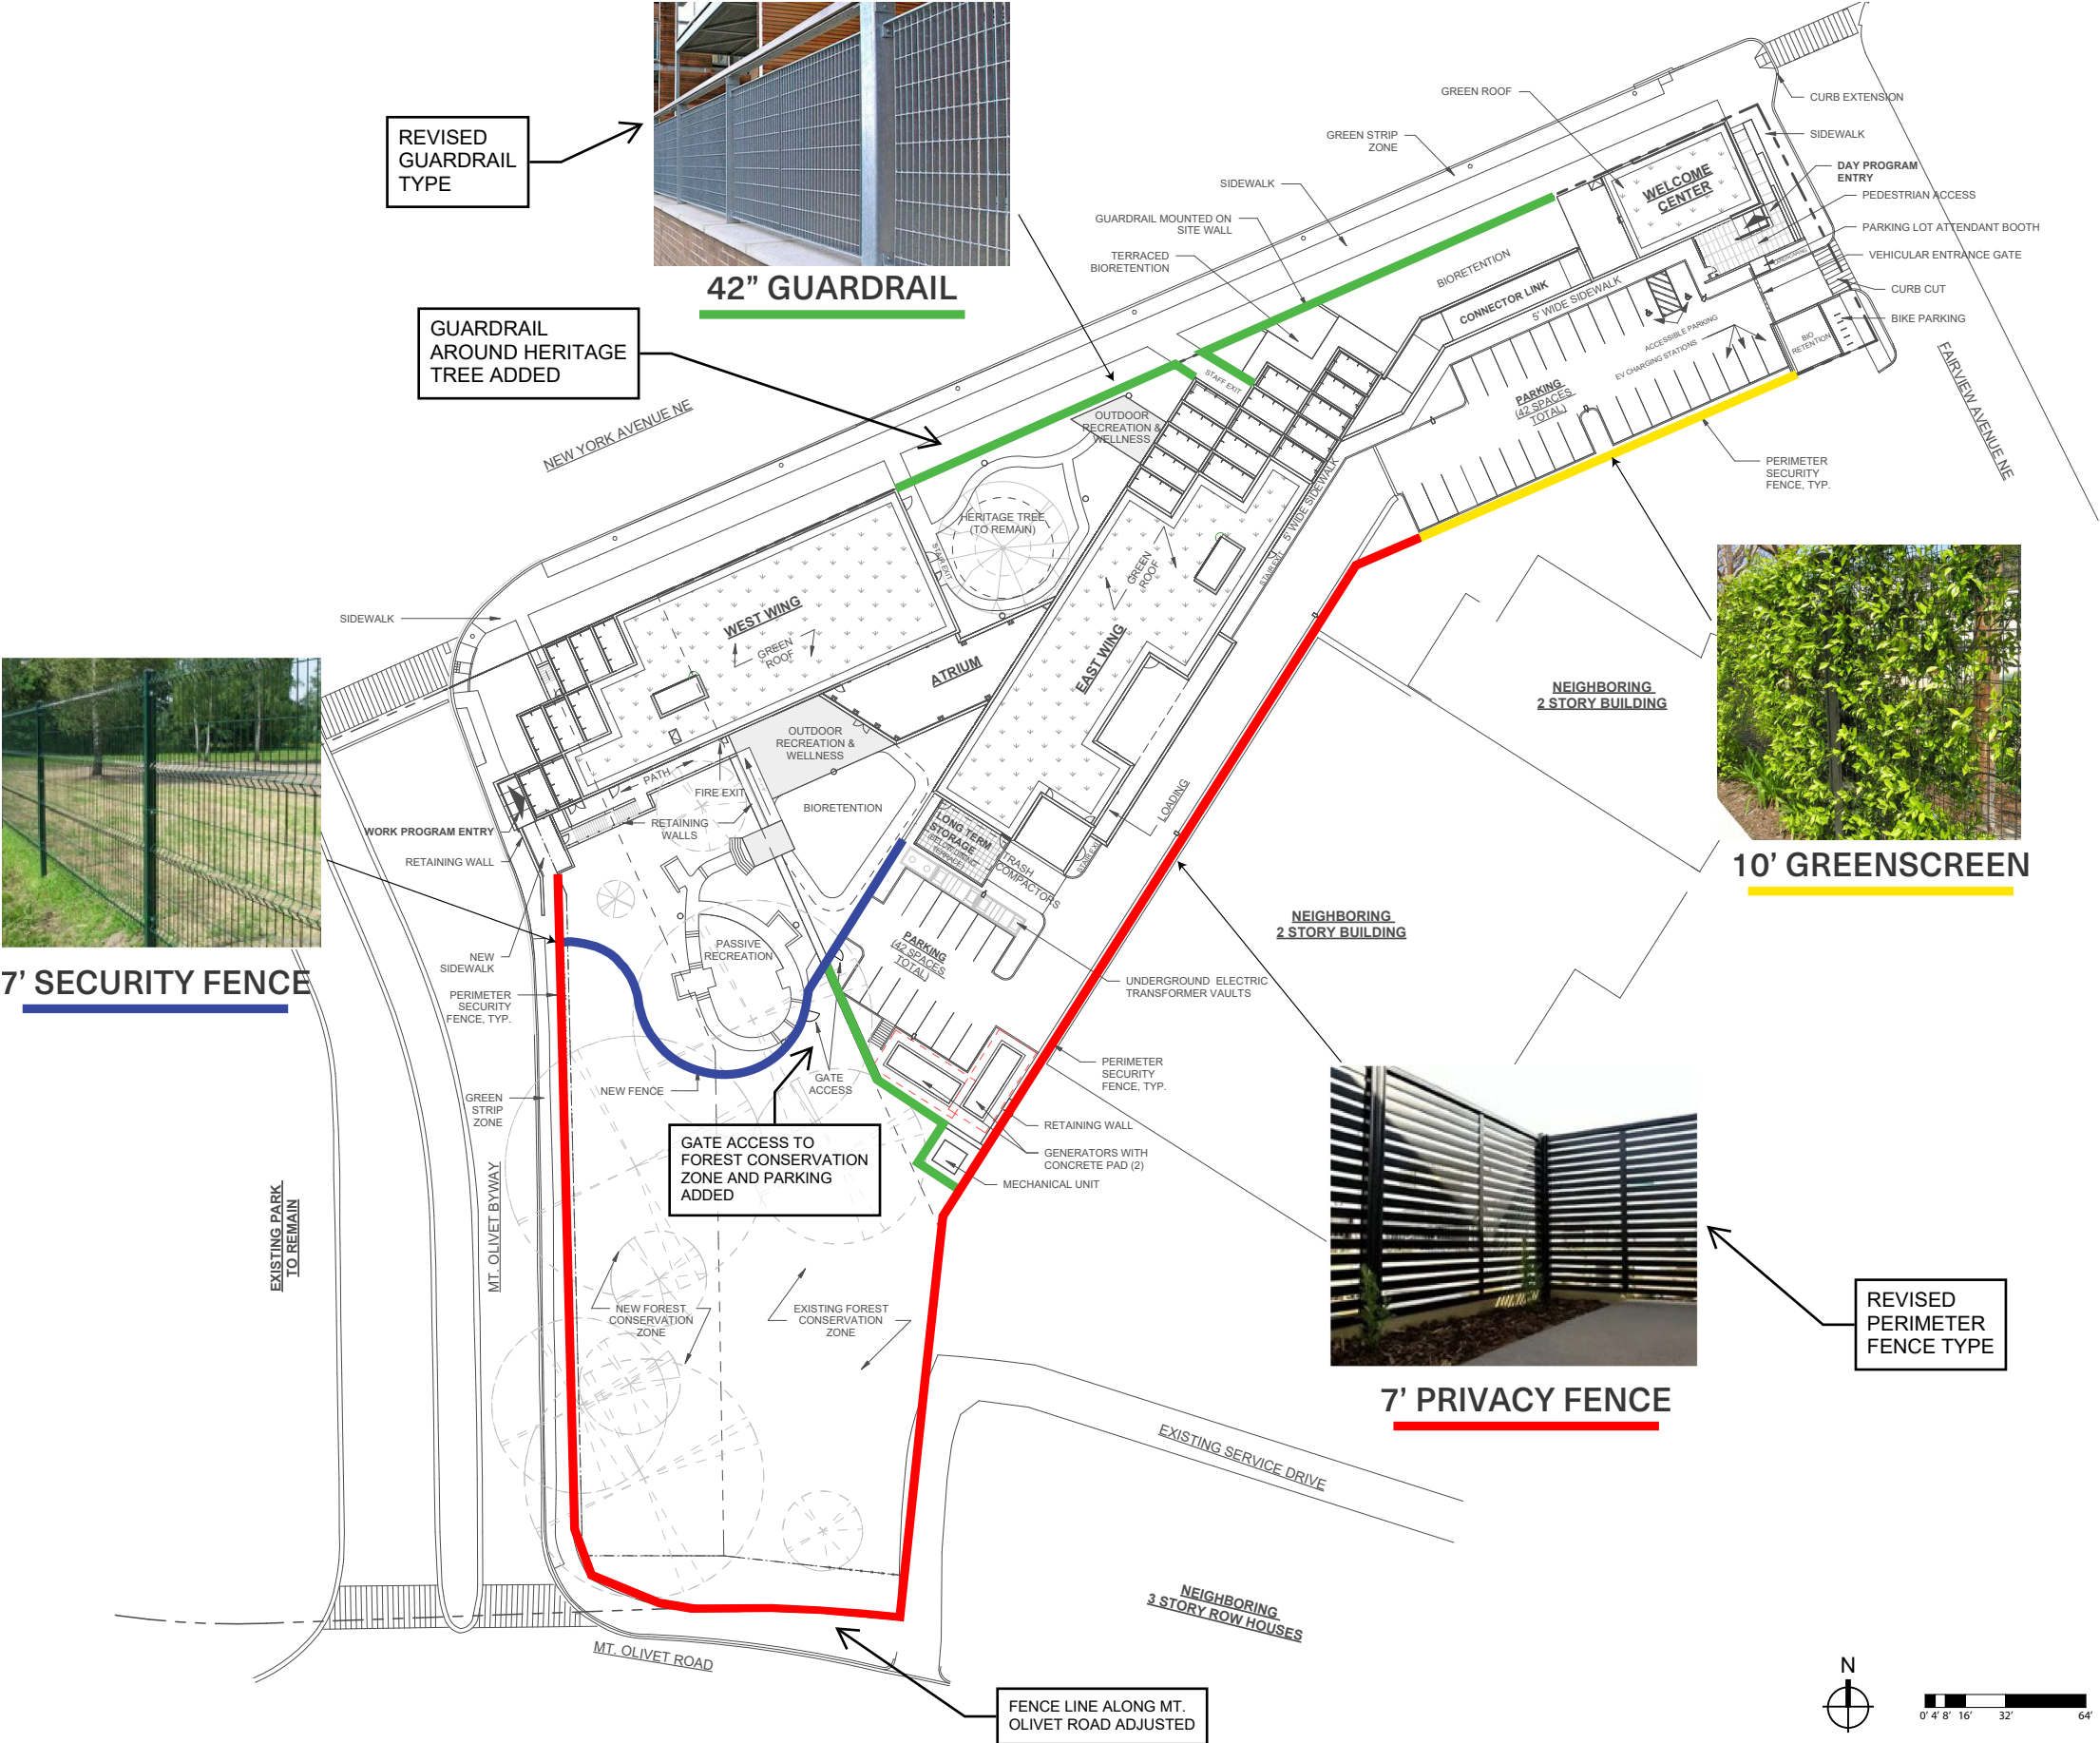 REVISED
GUARDRAIL
TYPE
42” GUARDRAIL
GUARDRAIL
AROUND HERITAGE
TREE ADDED
NEW YORK AVENUE NE
GREEN ROOF
GREEN STRIP
ZONE
SIDEWALK
GUARDRAIL MOUNTED ON
SITE WALL
TERRACED
BIORETENTION
CURB EXTENSION
SIDEWALK
DAY PROGRAM
ENTRY
PEDESTRIAN ACCESS
PARKING LOT ATTENDANT BOOTH
VEHICULAR ENTRANCE GATE
CURB CUT
BIKE PARKING
FAIRVIEW AVENUE NE
WELCOME
CENTER
BIORETENTION
CONNECTOR LINK
5' WIDE SIDEWALK
ACCESSIBLE PARKING
EV CHARGING STATIONS
BIO
RETENTION
PARKING
(42 SPACES
TOTAL)
PERIMETER
SECURITY
FENCE, TYP.
STAFF EXIT
OUTDOOR
RECREATION &
WELLNESS
HERITAGE TREE
(TO REMAIN)
STAIR EXIT
5' WIDE SIDEWALK
STAIR EXIT
GREEN
ROOF
EAST WING
WEST WING
GREEN
ROOF
ATRIUM
SIDEWALK
OUTDOOR
RECREATION &
WELLNESS
PATH
FIRE EXIT
BIORETENTION
RETAINING
WALLS
WORK PROGRAM ENTRY
RETAINING WALL
LONG TERM
STORAGE
TRASH
COMPACTORS
STAIR EXIT
LOADING
NEIGHBORING
2 STORY BUILDING
NEIGHBORING
2 STORY BUILDING
10’ GREENSCREEN
7’ SECURITY FENCE
NEW
SIDEWALK
PERIMETER
SECURITY
FENCE, TYP.
PASSIVE
RECREATION
PARKING
(42 SPACES
TOTAL)
UNDERGROUND ELECTRIC
TRANSFORMER VAULTS
PERIMETER
SECURITY
FENCE, TYP.
GREEN
STRIP
ZONE
NEW FENCE
GATE
ACCESS
RETAINING WALL
GENERATORS WITH
CONCRETE PAD (2)
MECHANICAL UNIT
GATE ACCESS TO
FOREST CONSERVATION
ZONE AND PARKING
ADDED
EXISTING PARK
TO REMAIN
MT. OLIVET BYWAY
NEW FOREST
CONSERVATION
ZONE
EXISTING FOREST
CONSERVATION
ZONE
REVISED
PERIMETER
FENCE TYPE
7’ PRIVACY FENCE
EXISTING SERVICE DRIVE
NEIGHBORING
3 STORY ROW HOUSES
MT. OLIVET ROAD
FENCE LINE ALONG MT.
OLIVET ROAD ADJUSTED
N
0' 4' 8' 16' 32' 64'